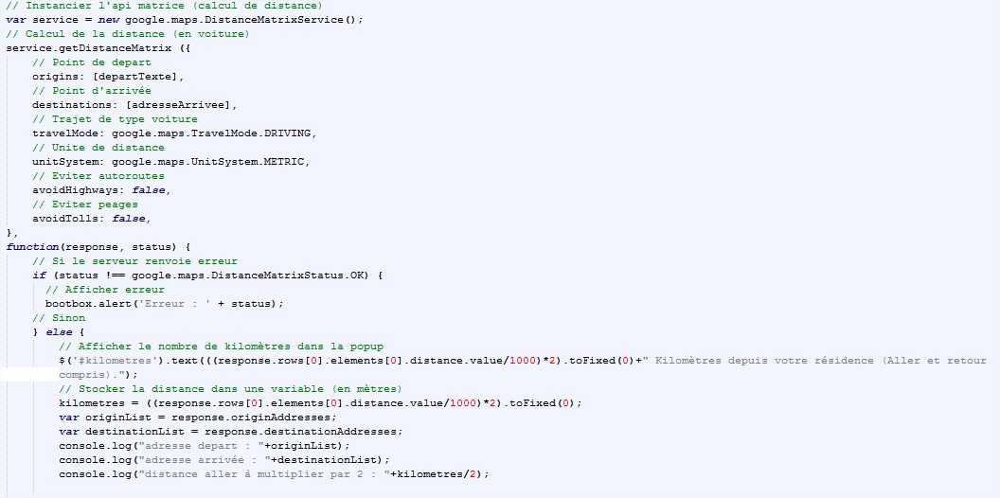 // Instancier l'api matrice (calcul de distance)
var service = new google.maps.DistanceMatrixService();
// Calcul de la distance (en voiture)
service.getDistanceMatrix ({
    // Point de depart
    origins: [departTexte],
    // Point d'arrivée
    destinations: [adresseArrivee],
    // Trajet de type voiture
    travelMode: google.maps.TravelMode.DRIVING,
    // Unite de distance
    unitSystem: google.maps.UnitSystem.METRIC,
    // Eviter autoroutes
    avoidHighways: false,
    // Eviter peages
    avoidTolls: false,
},
function(response, status) {
    // Si le serveur renvoie erreur
    if (status !== google.maps.DistanceMatrixStatus.OK) {
      // Afficher erreur
      bootbox.alert('Erreur : ' + status);
    // Sinon
    } else {
        // Afficher le nombre de kilomètres dans la popup
        $('#kilometres').text(((response.rows[0].elements[0].distance.value/1000)*2).toFixed(0)+" Kilomètres depuis votre résidence (Aller et retour
        compris).");
        // Stocker la distance dans une variable (en mètres)
        kilometres = ((response.rows[0].elements[0].distance.value/1000)*2).toFixed(0);
        var originList = response.originAddresses;
        var destinationList = response.destinationAddresses;
        console.log("adresse depart : "+originList);
        console.log("adresse arrivée : "+destinationList);
        console.log("distance aller à multiplier par 2 : "+kilometres/2);